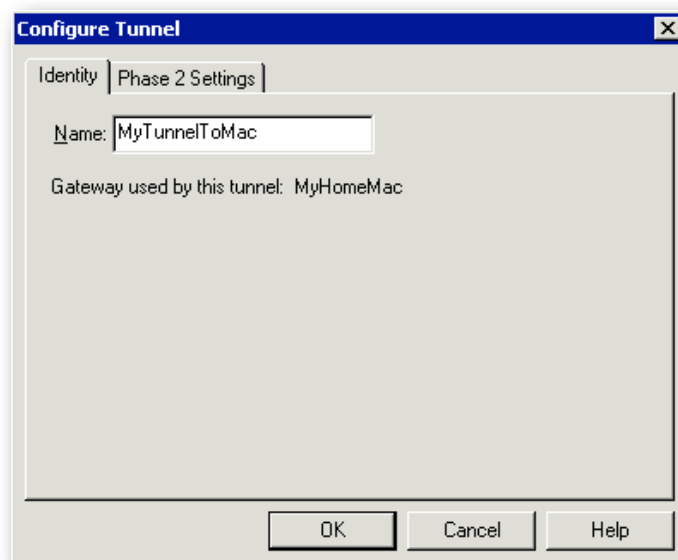 Configure Tunnel
Identity Phase 2 Settings
Name: MyTunnelToMac
Gateway used by this tunnel: MyHomeMac
OK Cancel Help